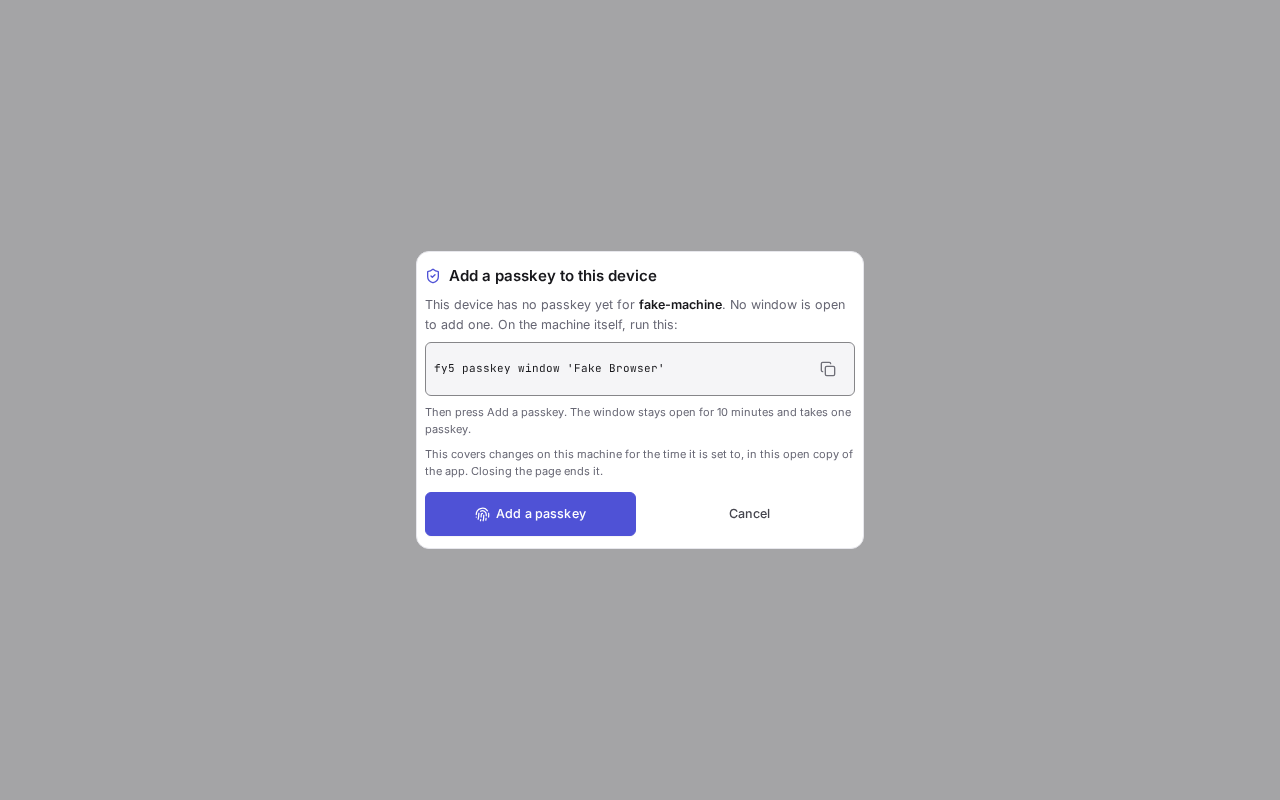 Add a passkey to this device
This device has no passkey yet for fake-machine. No window is open
to add one. On the machine itself, run this:
fy5 passkey window 'Fake Browser'
Then press Add a passkey. The window stays open for 10 minutes and takes one
passkey.
This covers changes on this machine for the time it is set to, in this open copy of
the app. Closing the page ends it.
Add a passkey
Cancel